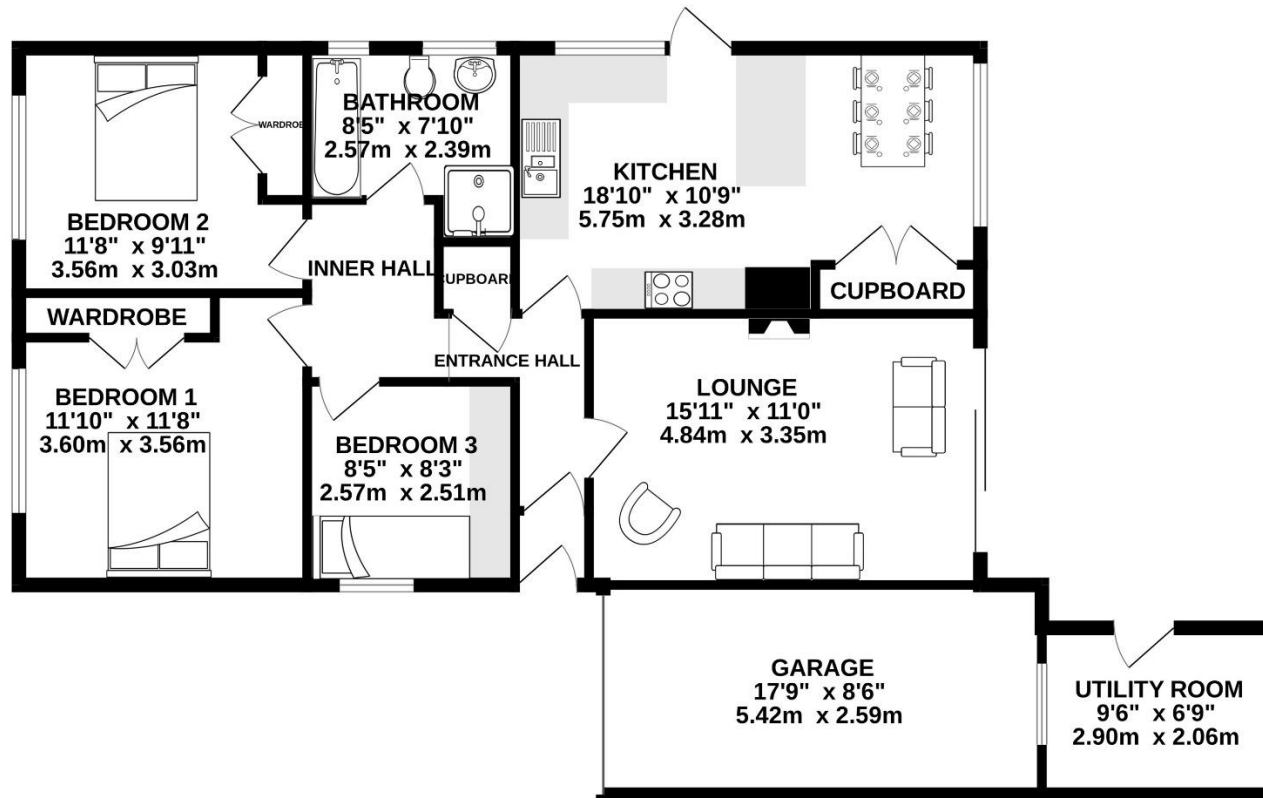 BATHROOM
8'5" x 7'10"
2.57m x 2.39m
WARDROBE
KITCHEN
18'10" x 10'9"
5.75m x 3.28m
BEDROOM 2
11'8" x 9'11"
3.56m x 3.03m
INNER HALL
CUPBOARD
CUPBOARD
WARDROBE
ENTRANCE HALL
BEDROOM 1
11'10" x 11'8"
3.60m x 3.56m
LOUNGE
15'11" x 11'0"
4.84m x 3.35m
BEDROOM 3
8'5" x 8'3"
2.57m x 2.51m
GARAGE
17'9" x 8'6"
5.42m x 2.59m
UTILITY ROOM
9'6" x 6'9"
2.90m x 2.06m